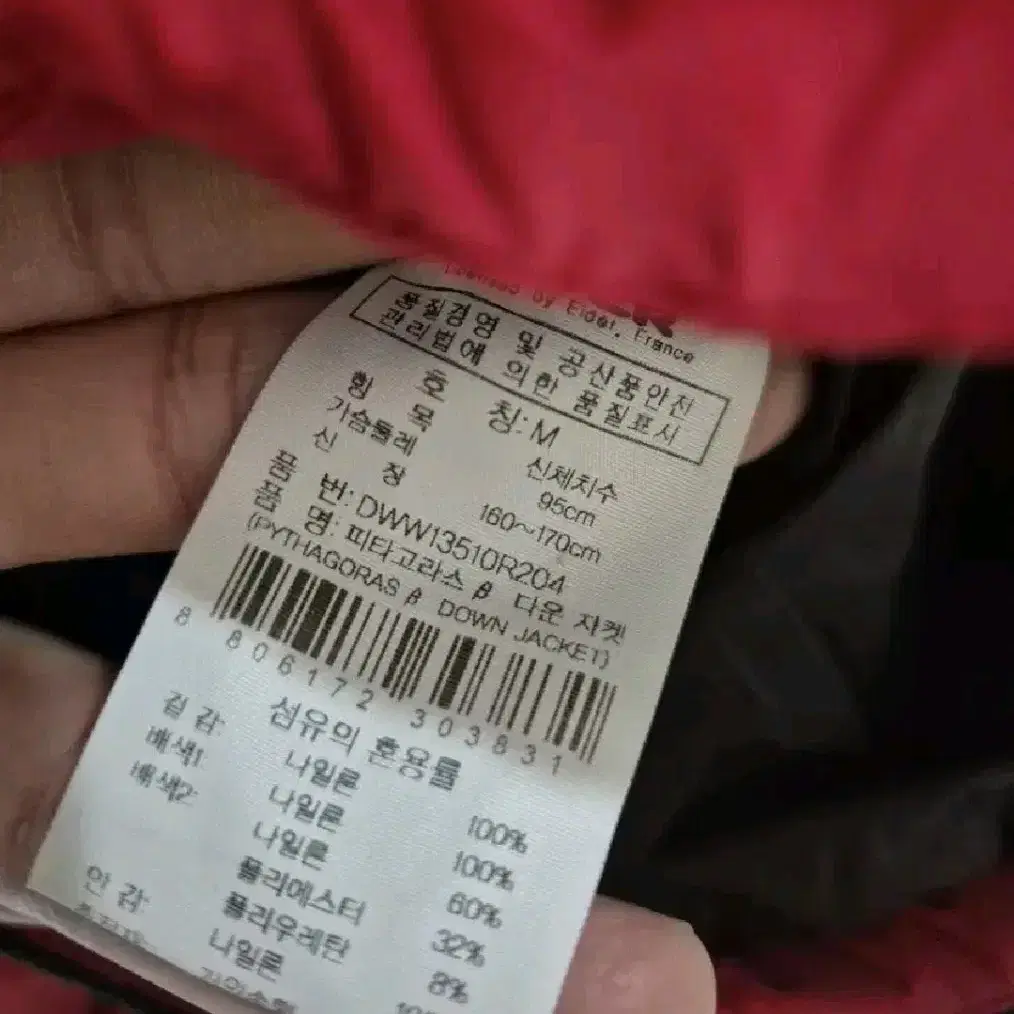 Licensed by Eider, France
품질경영 및 공산품안전
관리법에 의한 품질표시
호 칭: M
항 목 신체치수
가슴둘레 95cm
신 장 160~170cm
품 번: DWW13510R204
품 명: 피타고라스 β 다운 자켓
(PYTHAGORAS β DOWN JACKET)
8 806172 303831
섬유의 혼용률
겉감: 나일론 100%
배색1: 나일론 100%
배색2: 나일론 60%
폴리에스터 32%
폴리우레탄 8%
안감: 나일론